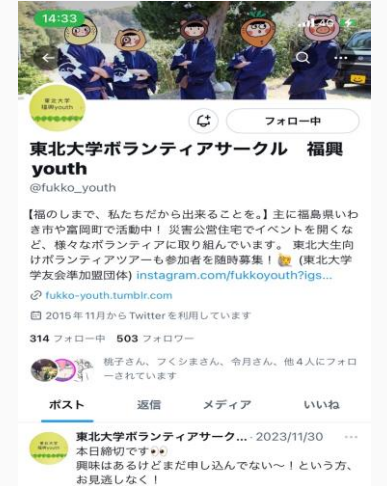 14:33
4G
東北大学
福興youth
フォロー中
東北大学ボランティアサークル 福興
youth
@fukko_youth
【福のしまで、私たちだから出来ることを。】主に福島県いわ
き市や富岡町で活動中！ 災害公営住宅でイベントを開くな
ど、様々なボランティアに取り組んでいます。 東北大生向
けボランティアツアーも参加者を随時募集！🙋 (東北大学
学友会準加盟団体) instagram.com/fukkoyouth?igs...
fukko-youth.tumblr.com
2015年11月からTwitterを利用しています
314 フォロー中 503 フォロワー
桃子さん、フくシまさん、令月さん、他4人にフォロ
ーされています
ポスト 返信 メディア いいね
東北大学
福興youth
東北大学ボランティアサーク... · 2023/11/30 ...
本日締切です👀
興味はあるけどまだ申し込んでない〜！という方、
お見逃しなく！